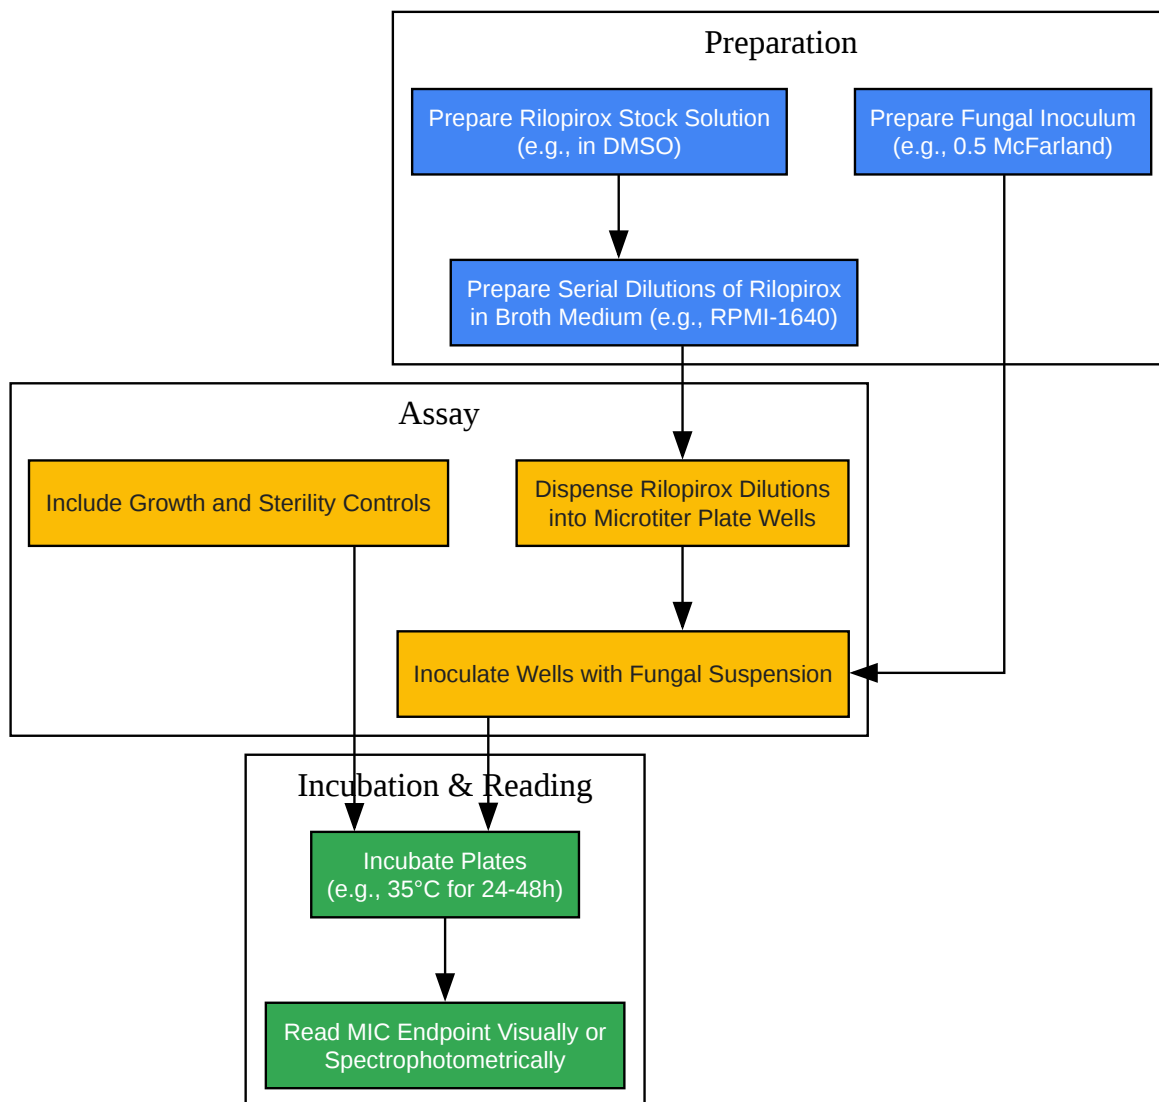 Preparation
Prepare Rilopirox Stock Solution
(e.g., in DMSO)
Prepare Fungal Inoculum
(e.g., 0.5 McFarland)
Prepare Serial Dilutions of Rilopirox
in Broth Medium (e.g., RPMI-1640)
Assay
Include Growth and Sterility Controls
Dispense Rilopirox Dilutions
into Microtiter Plate Wells
Inoculate Wells with Fungal Suspension
Incubation & Reading
Incubate Plates
(e.g., 35°C for 24-48h)
Read MIC Endpoint Visually or
Spectrophotometrically